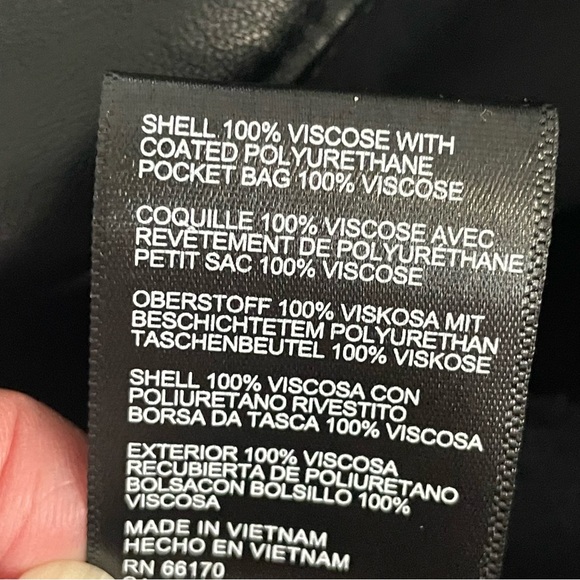 SHELL 100% VISCOSE WITH
COATED POLYURETHANE
POCKET BAG 100% VISCOSE
COQUILLE 100% VISCOSE AVEC
REVÊTEMENT DE POLYURETHANE
PETIT SAC 100% VISCOSE
OBERSTOFF 100% VISKOSA MIT
BESCHICHTETEM POLYURETHAN
TASCHENBEUTEL 100% VISKOSE
SHELL 100% VISCOSA CON
POLIURETANO RIVESTITO
BORSA DA TASCA 100% VISCOSA
EXTERIOR 100% VISCOSA
RECUBIERTA DE POLIURETANO
BOLSACON BOLSILLO 100%
VISCOSA
MADE IN VIETNAM
HECHO EN VIETNAM
RN 66170